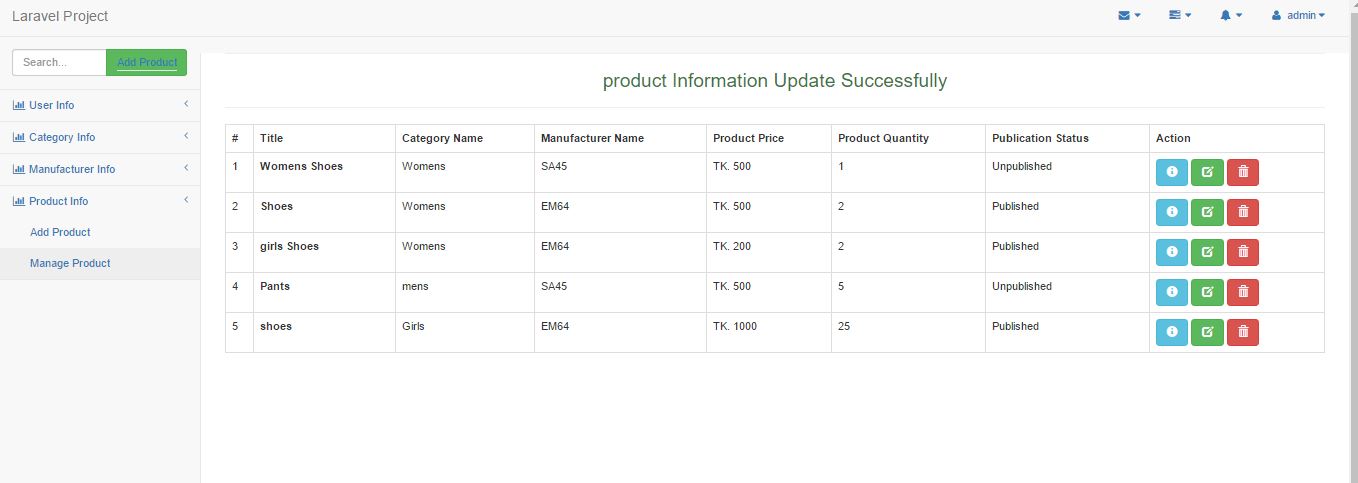 Laravel Project
admin
Search... Add Product
User Info
Category Info
Manufacturer Info
Product Info
Add Product
Manage Product
product Information Update Successfully
# Title Category Name Manufacturer Name Product Price Product Quantity Publication Status Action
1 Womens Shoes Womens SA45 TK. 500 1 Unpublished
2 Shoes Womens EM64 TK. 500 2 Published
3 girls Shoes Womens EM64 TK. 200 2 Published
4 Pants mens SA45 TK. 500 5 Unpublished
5 shoes Girls EM64 TK. 1000 25 Published